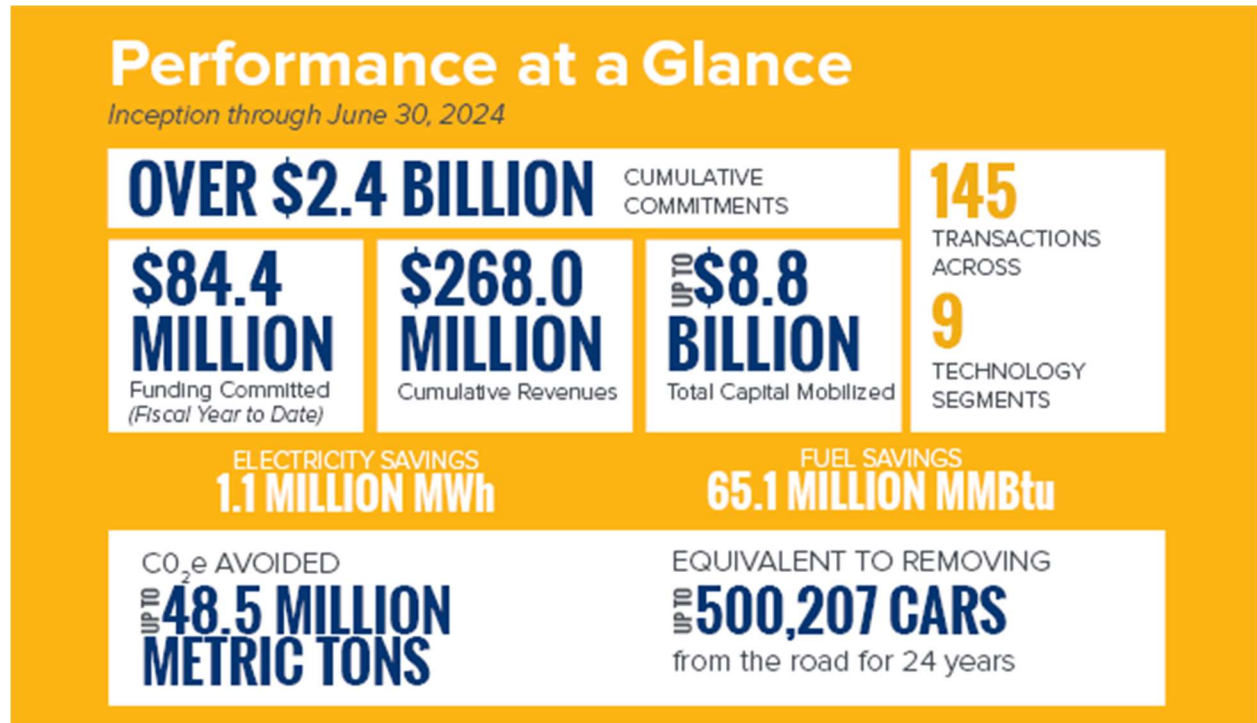 Performance at a Glance
Inception through June 30, 2024
OVER $2.4 BILLION
CUMULATIVE
COMMITMENTS
$84.4
MILLION
Funding Committed
(Fiscal Year to Date)
$268.0
MILLION
Cumulative Revenues
UP TO $8.8
BILLION
Total Capital Mobilized
145
TRANSACTIONS
ACROSS
9
TECHNOLOGY
SEGMENTS
ELECTRICITY SAVINGS
1.1 MILLION MWh
FUEL SAVINGS
65.1 MILLION MMBtu
C0₂e AVOIDED
UP TO 48.5 MILLION
METRIC TONS
EQUIVALENT TO REMOVING
UP TO 500,207 CARS
from the road for 24 years